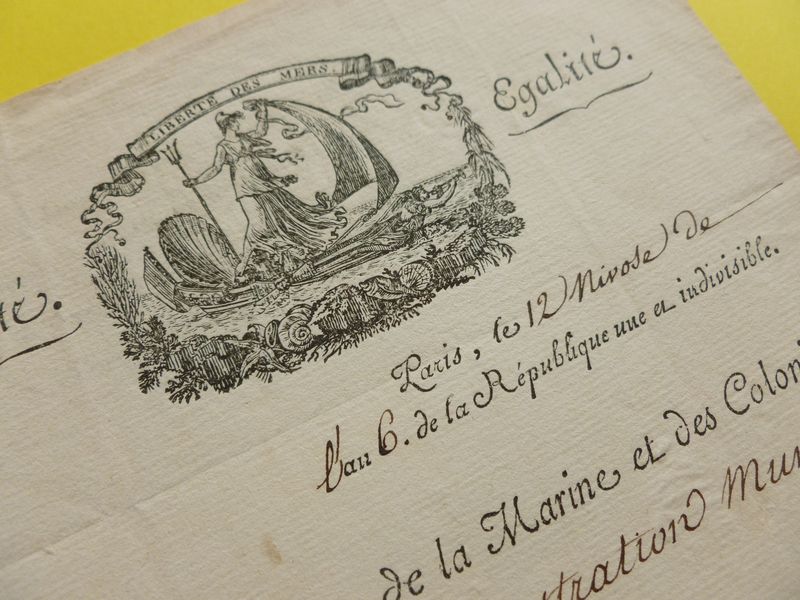 LIBERTÉ DES MERS.
Egalité.
té.
Paris, le 12 Nivose de
l'an 6. de la République une et indivisible.
de la Marine et des Coloni
stration Mun